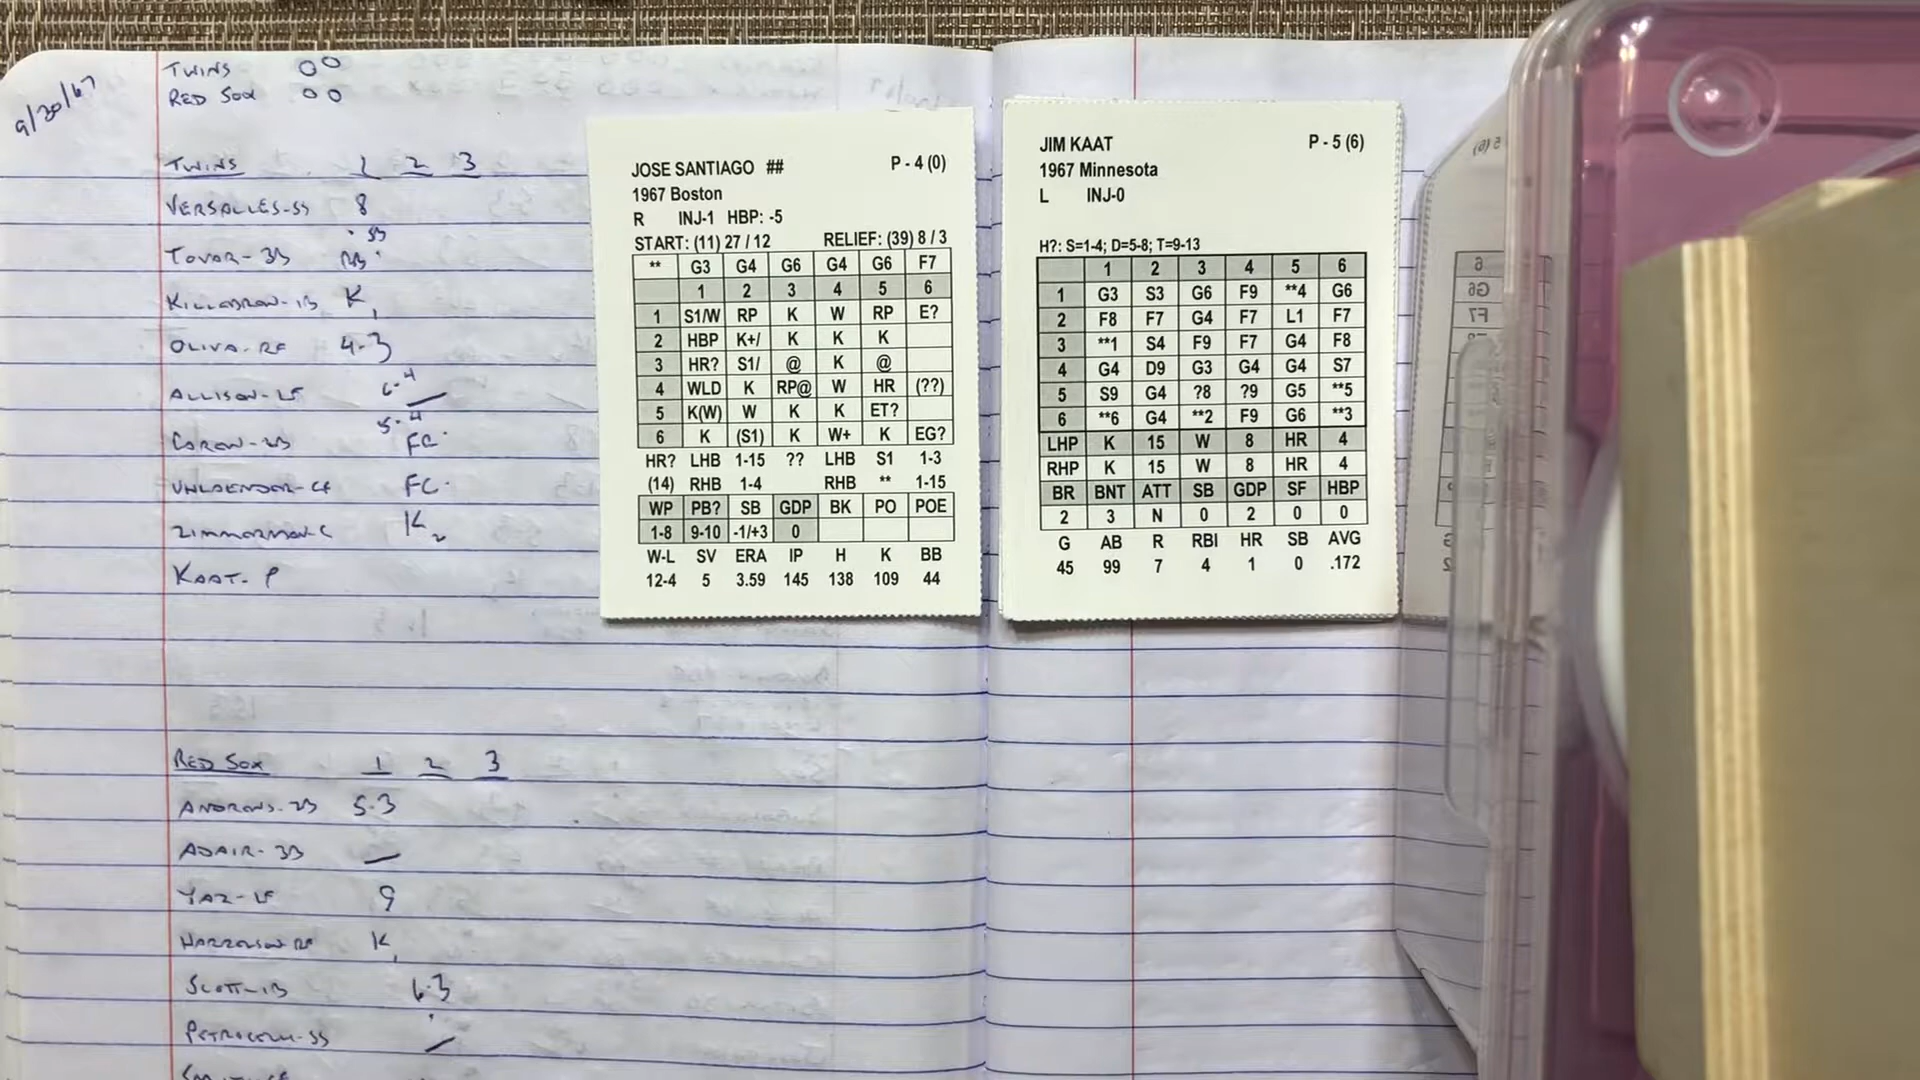 9/30/67
TWINS 00
RED SOX 00
TWINS 1 2 3
VERSALLES-SS 8
SB
TOVAR-3B BB
KILLEBREW-1B K1
OLIVA-RF 4-3
6-4
ALLISON-LF —
5-4
CAREW-2B FC
UHLAENDER-CF FC
ZIMMERMAN-C K2
KAAT-P
RED SOX 1 2 3
ANDREWS-2B 5-3
ADAIR-3B —
YAZ-LF 9
HARRELSON RF K1
SCOTT-1B 6-3
PETROCELLI-SS —
JOSE SANTIAGO ## P - 4 (0)
1967 Boston
R INJ-1 HBP: -5
START: (11) 27 / 12 RELIEF: (39) 8 / 3
** G3 G4 G6 G4 G6 F7
1 2 3 4 5 6
1 S1/W RP K W RP E?
2 HBP K+/ K K K
3 HR? S1/ @ K @
4 WLD K RP@ W HR (??)
5 K(W) W K K ET?
6 K (S1) K W+ K EG?
HR? LHB 1-15 ?? LHB S1 1-3
(14) RHB 1-4 RHB ** 1-15
WP PB? SB GDP BK PO POE
1-8 9-10 -1/+3 0
W-L SV ERA IP H K BB
12-4 5 3.59 145 138 109 44
JIM KAAT P - 5 (6)
1967 Minnesota
L INJ-0
H?: S=1-4; D=5-8; T=9-13
1 2 3 4 5 6
1 G3 S3 G6 F9 **4 G6
2 F8 F7 G4 F7 L1 F7
3 **1 S4 F9 F7 G4 F8
4 G4 D9 G3 G4 G4 S7
5 S9 G4 ?8 ?9 G5 **5
6 **6 G4 **2 F9 G6 **3
LHP K 15 W 8 HR 4
RHP K 15 W 8 HR 4
BR BNT ATT SB GDP SF HBP
2 3 N 0 2 0 0
G AB R RBI HR SB AVG
45 99 7 4 1 0 .172